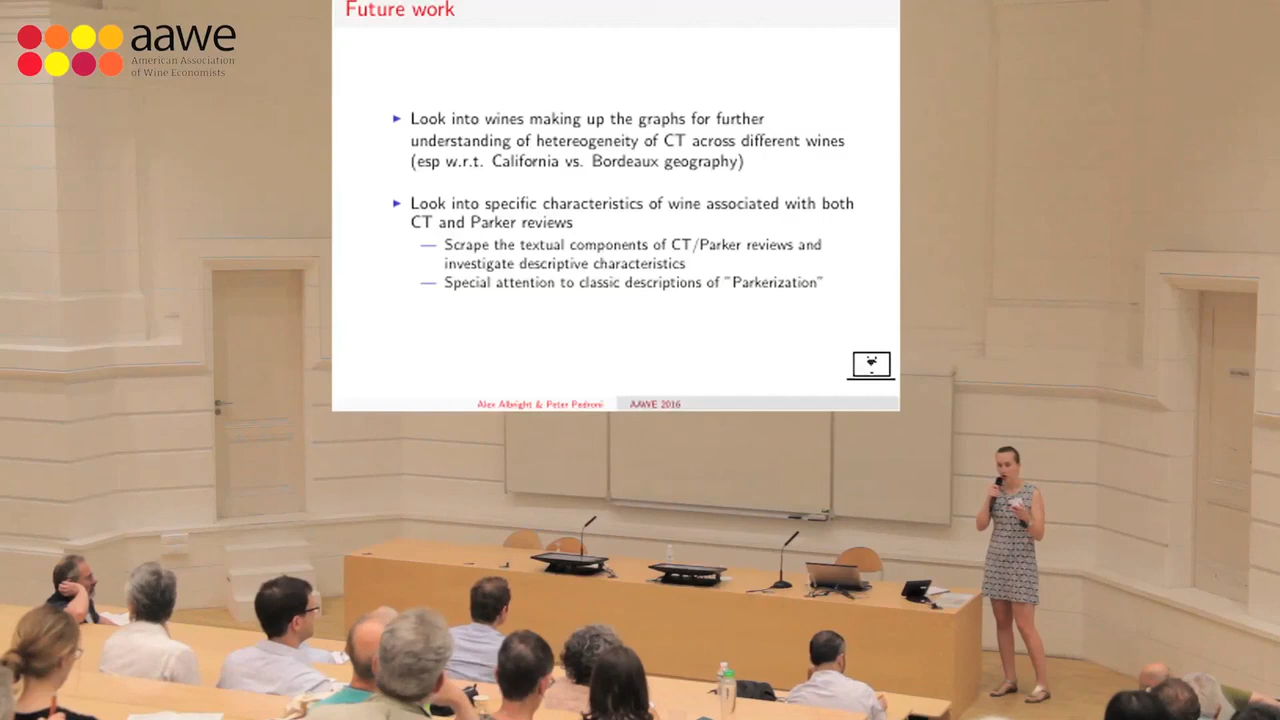 aawe
American Association
of Wine Economists
Future work
Look into wines making up the graphs for further
understanding of hetereogeneity of CT across different wines
(esp w.r.t. California vs. Bordeaux geography)
Look into specific characteristics of wine associated with both
CT and Parker reviews
— Scrape the textual components of CT/Parker reviews and
investigate descriptive characteristics
— Special attention to classic descriptions of "Parkerization"
Alex Albright & Peter Pedroni AAWE 2016